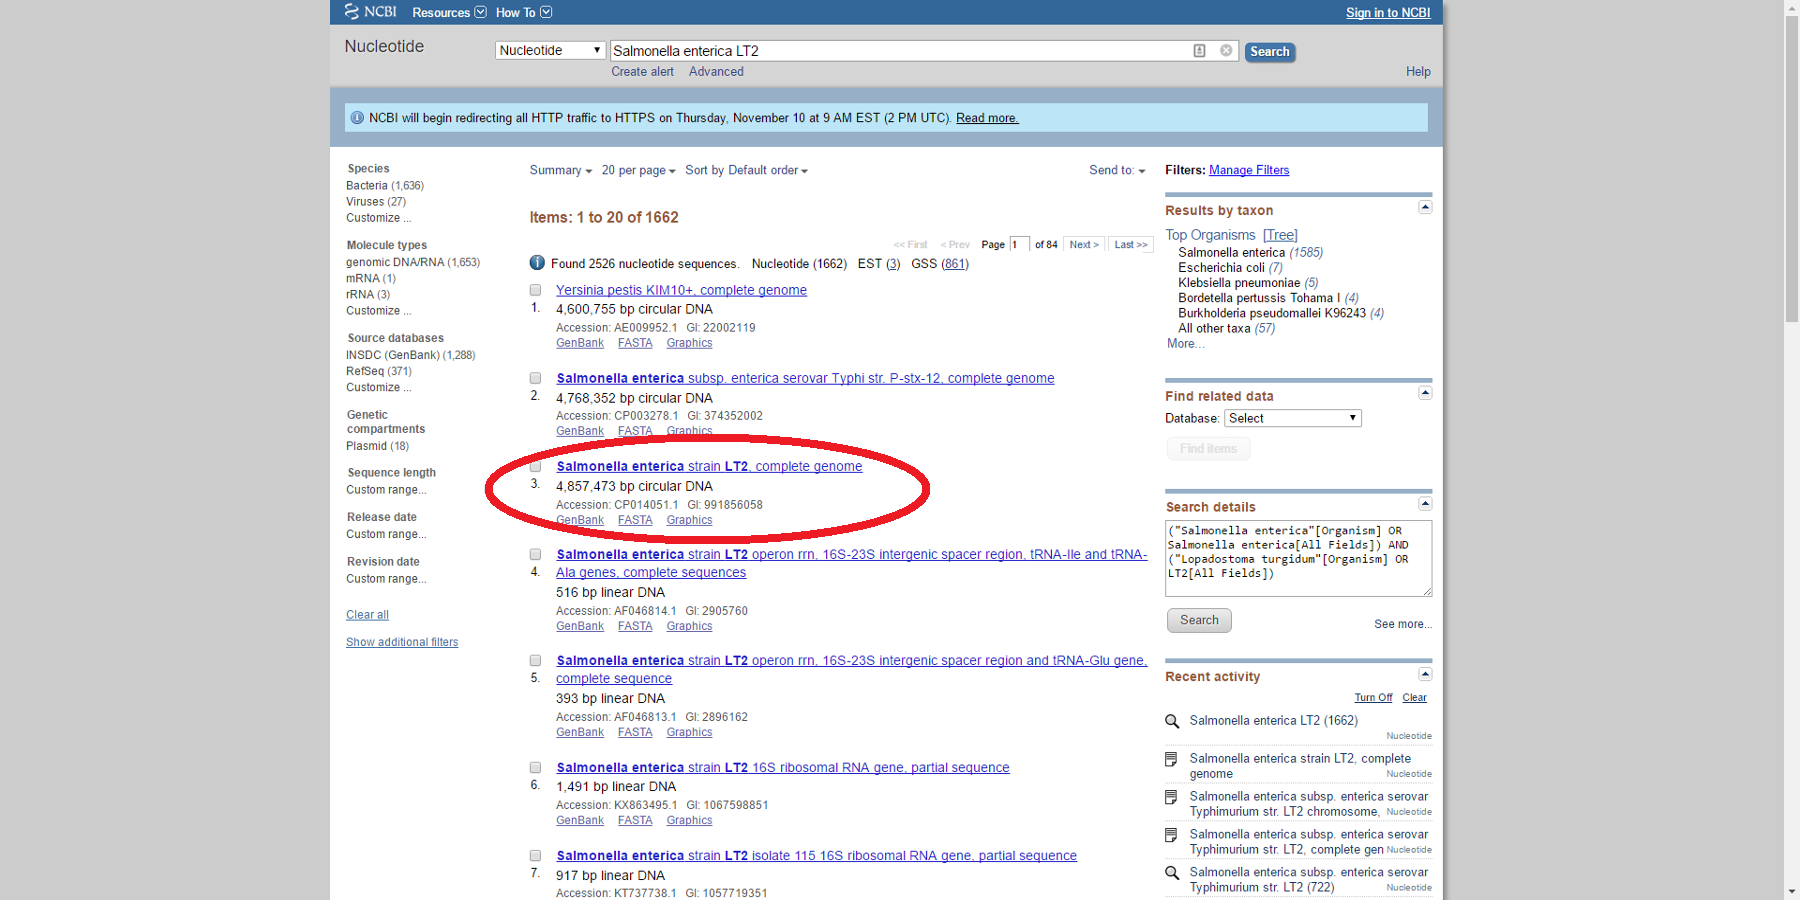 NCBI Resources How To Sign in to NCBI
Nucleotide Nucleotide Salmonella enterica LT2 Search
Create alert Advanced Help
NCBI will begin redirecting all HTTP traffic to HTTPS on Thursday, November 10 at 9 AM EST (2 PM UTC). Read more.
Species
Bacteria (1,636)
Viruses (27)
Customize ...
Molecule types
genomic DNA/RNA (1,653)
mRNA (1)
rRNA (3)
Customize ...
Source databases
INSDC (GenBank) (1,288)
RefSeq (371)
Customize ...
Genetic
compartments
Plasmid (18)
Sequence length
Custom range...
Release date
Custom range...
Revision date
Custom range...
Clear all
Show additional filters
Summary 20 per page Sort by Default order Send to:
Items: 1 to 20 of 1662
<< First < Prev Page 1 of 84 Next > Last >>
Found 2526 nucleotide sequences. Nucleotide (1662) EST (3) GSS (861)
Yersinia pestis KIM10+, complete genome
1. 4,600,755 bp circular DNA
Accession: AE009952.1 GI: 22002119
GenBank FASTA Graphics
Salmonella enterica subsp. enterica serovar Typhi str. P-stx-12, complete genome
2. 4,768,352 bp circular DNA
Accession: CP003278.1 GI: 374352002
GenBank FASTA Graphics
Salmonella enterica strain LT2, complete genome
3. 4,857,473 bp circular DNA
Accession: CP014051.1 GI: 991856058
GenBank FASTA Graphics
Salmonella enterica strain LT2 operon rrn, 16S-23S intergenic spacer region, tRNA-Ile and tRNA-
4. Ala genes, complete sequences
516 bp linear DNA
Accession: AF046814.1 GI: 2905760
GenBank FASTA Graphics
Salmonella enterica strain LT2 operon rrn, 16S-23S intergenic spacer region and tRNA-Glu gene,
5. complete sequence
393 bp linear DNA
Accession: AF046813.1 GI: 2896162
GenBank FASTA Graphics
Salmonella enterica strain LT2 16S ribosomal RNA gene, partial sequence
6. 1,491 bp linear DNA
Accession: KX863495.1 GI: 1067598851
GenBank FASTA Graphics
Salmonella enterica strain LT2 isolate 115 16S ribosomal RNA gene, partial sequence
7. 917 bp linear DNA
Accession: KT737738.1 GI: 1057719351
Filters: Manage Filters
Results by taxon
Top Organisms [Tree]
Salmonella enterica (1585)
Escherichia coli (7)
Klebsiella pneumoniae (5)
Bordetella pertussis Tohama I (4)
Burkholderia pseudomallei K96243 (4)
All other taxa (57)
More...
Find related data
Database: Select
Find items
Search details
("Salmonella enterica"[Organism] OR
Salmonella enterica[All Fields]) AND
("Lopadostoma turgidum"[Organism] OR
LT2[All Fields])
Search See more...
Recent activity
Turn Off Clear
Salmonella enterica LT2 (1662)
Nucleotide
Salmonella enterica strain LT2, complete
genome Nucleotide
Salmonella enterica subsp. enterica serovar
Typhimurium str. LT2 chromosome, Nucleotide
Salmonella enterica subsp. enterica serovar
Typhimurium str. LT2, complete gen Nucleotide
Salmonella enterica subsp. enterica serovar
Typhimurium str. LT2 (722) Nucleotide